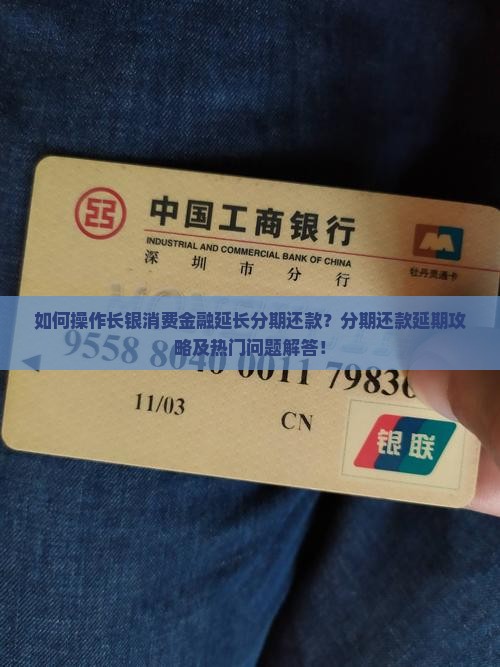 中国工商银行
INDUSTRIAL AND COMMERCIAL BANK OF CHINA
深圳市分行
牡丹灵通卡
如何操作长银消费金融延长分期还款？分期还款延期攻
略及热门问题解答！
9558 8040 0011 7983
11/03
CN
银联